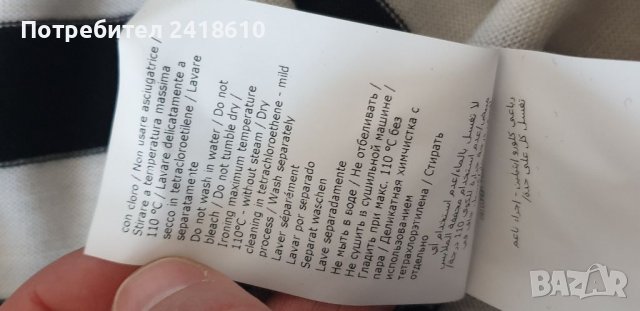 Потребител 2418610
con cloro / Non usare asciugatrice /
Stirare a temperatura massima
110 °C / Lavare delicatamente a
secco in tetracloroetilene / Lavare
separatamente
Do not wash in water / Do not
bleach / Do not tumble dry /
Ironing maximum temperature
110°C - without steam / Dry
cleaning in tetrachloroethene - mild
process / Wash separately
Laver séparément
Lavar por separado
Separat waschen
Lave separadamente
Не мыть в воде / Не отбеливать /
Не сушить в сушильной машине /
Гладить при макс. 110 °C без
пара / Деликатная химчистка с
использованием
тетрахлорэтилена / Стирать
отдельно
BAZAR